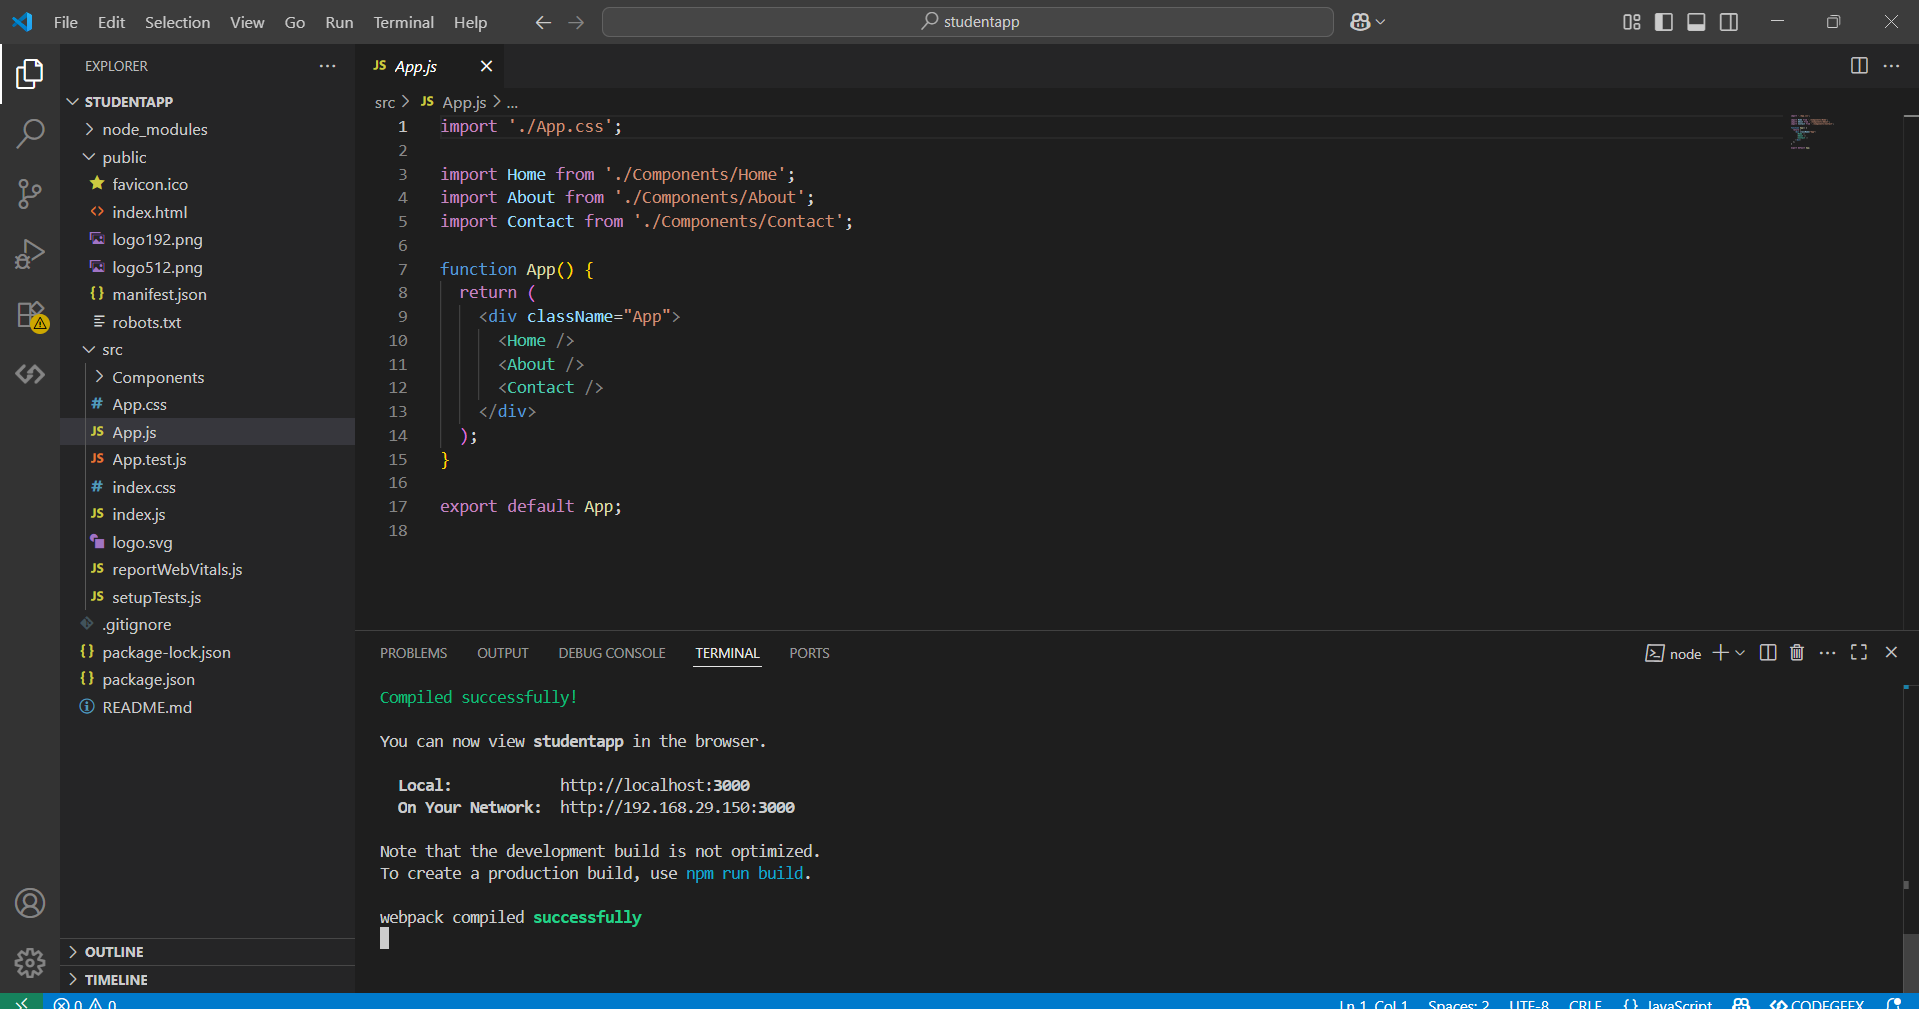 File Edit Selection View Go Run Terminal Help
studentapp
EXPLORER
STUDENTAPP
node_modules
public
favicon.ico
index.html
logo192.png
logo512.png
manifest.json
robots.txt
src
Components
App.css
App.js
App.test.js
index.css
index.js
logo.svg
reportWebVitals.js
setupTests.js
.gitignore
package-lock.json
package.json
README.md
OUTLINE
TIMELINE
JS App.js
src > JS App.js > ...
1 import './App.css';
2
3 import Home from './Components/Home';
4 import About from './Components/About';
5 import Contact from './Components/Contact';
6
7 function App() {
8   return (
9     <div className="App">
10       <Home />
11       <About />
12       <Contact />
13     </div>
14   );
15 }
16
17 export default App;
18
PROBLEMS OUTPUT DEBUG CONSOLE TERMINAL PORTS
node
Compiled successfully!
You can now view studentapp in the browser.
Local: http://localhost:3000
On Your Network: http://192.168.29.150:3000
Note that the development build is not optimized.
To create a production build, use npm run build.
webpack compiled successfully
0 0 Ln 1, Col 1 Spaces: 2 UTF-8 CRLF {} JavaScript CODEGEEX